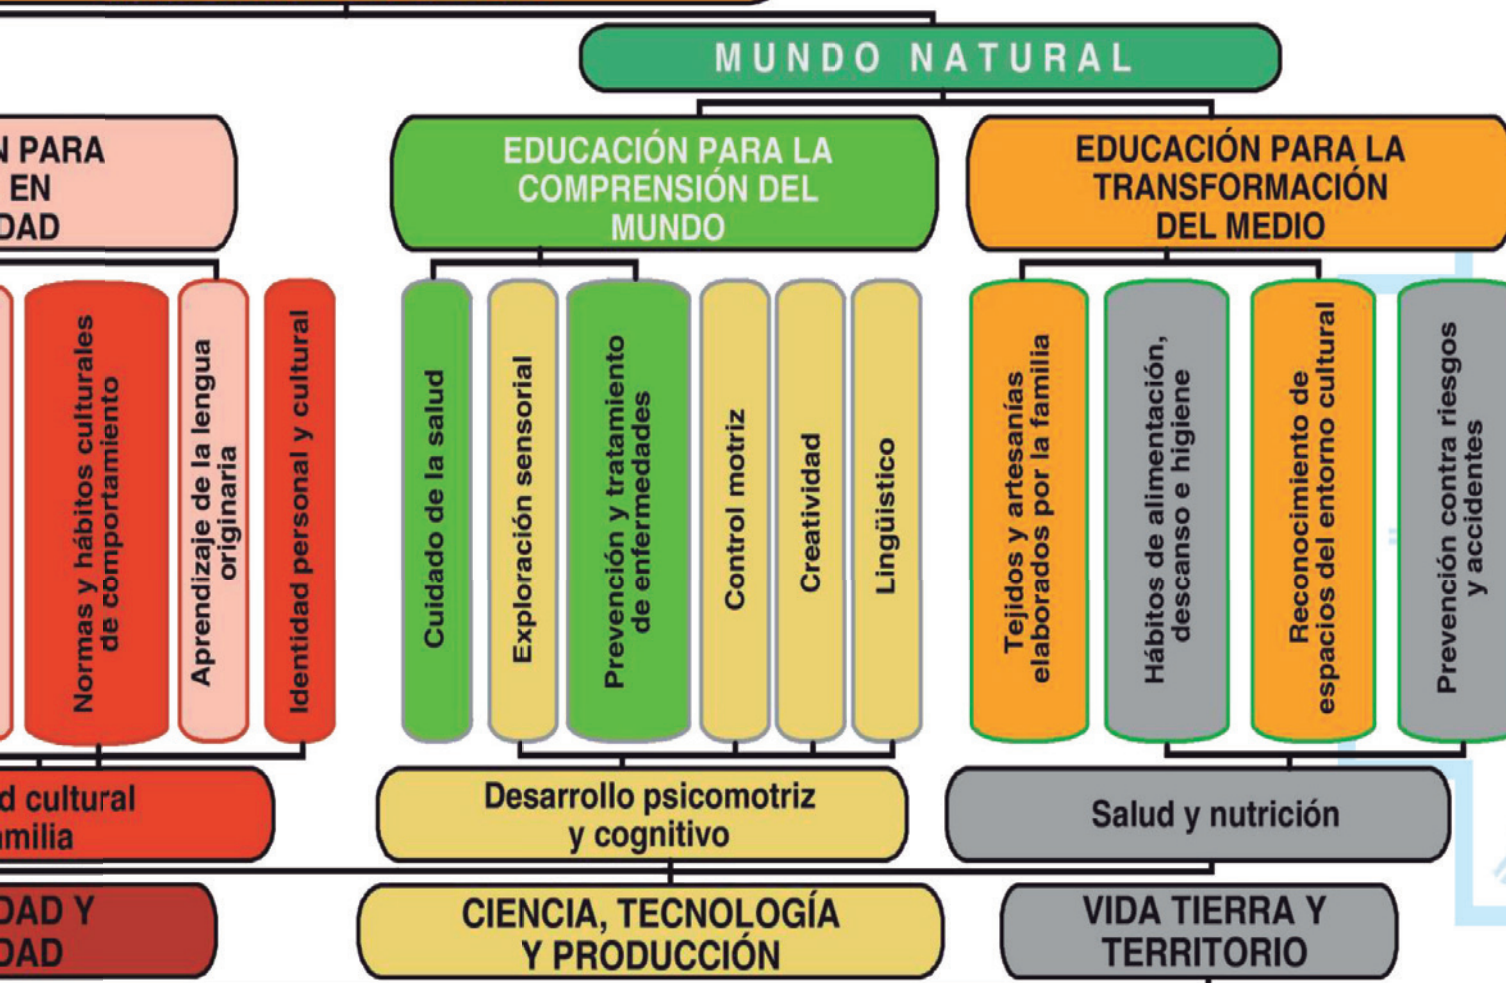 MUNDO NATURAL
N PARA
EN
DAD
EDUCACIÓN PARA LA
COMPRENSIÓN DEL
MUNDO
EDUCACIÓN PARA LA
TRANSFORMACIÓN
DEL MEDIO
Normas y hábitos culturales
de comportamiento
Aprendizaje de la lengua
originaria
Identidad personal y cultural
Cuidado de la salud
Exploración sensorial
Prevención y tratamiento
de enfermedades
Control motriz
Creatividad
Lingüistico
Tejidos y artesanías
elaborados por la familia
Hábitos de alimentación,
descanso e higiene
Reconocimiento de
espacios del entorno cultural
Prevención contra riesgos
y accidentes
d cultural
amilia
Desarrollo psicomotriz
y cognitivo
Salud y nutrición
DAD Y
DAD
CIENCIA, TECNOLOGÍA
Y PRODUCCIÓN
VIDA TIERRA Y
TERRITORIO